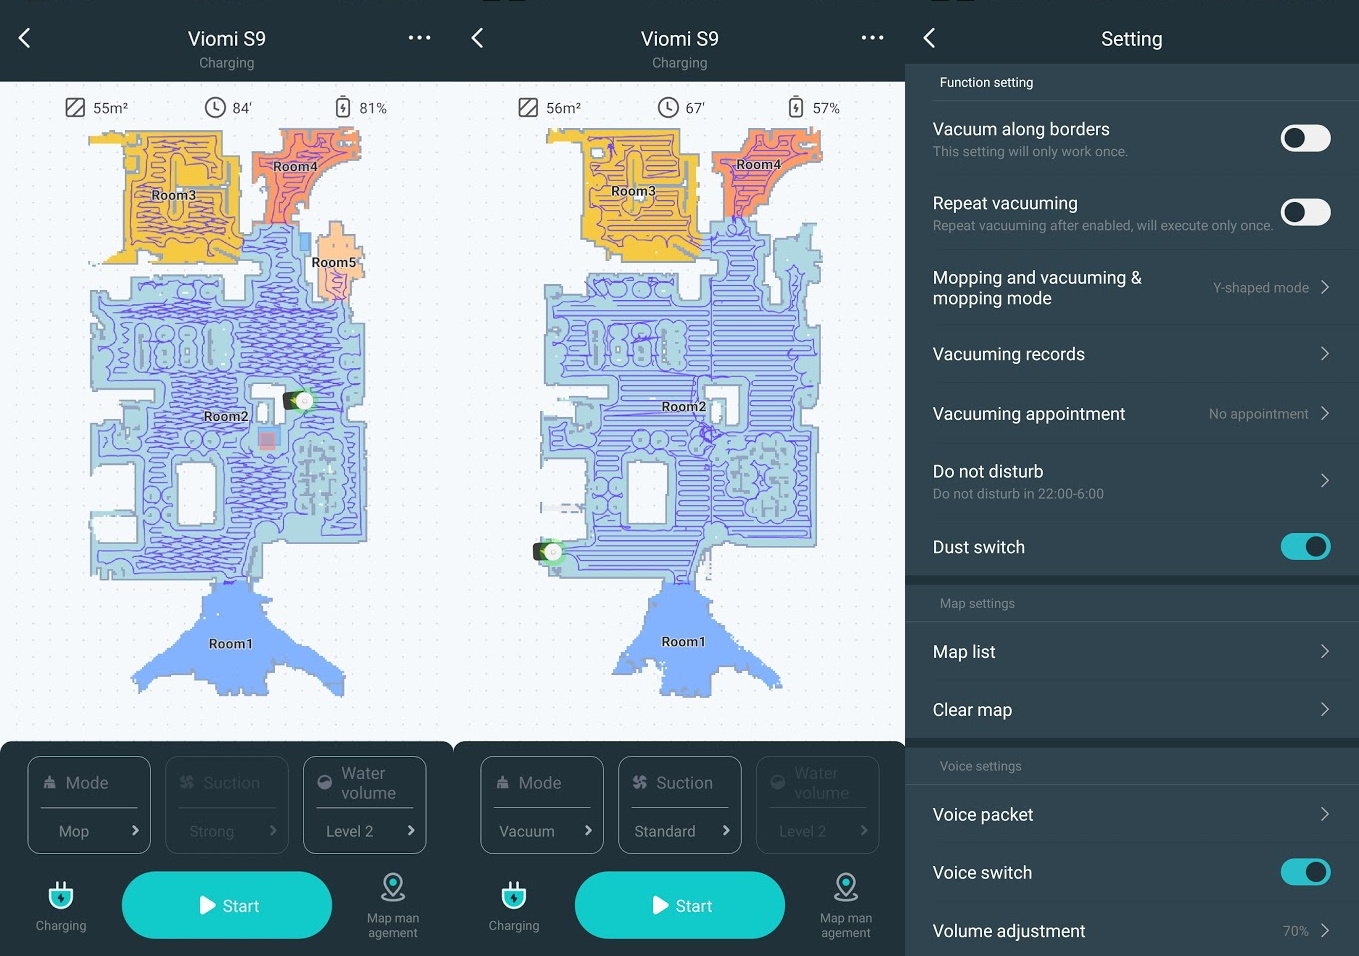 Viomi S9
Charging
55m²
84'
81%
Room3
Room4
Room5
Room2
Room1
Mode
Mop
Suction
Strong
Water
volume
Level 2
Charging
Start
Map man
agement
Viomi S9
Charging
56m²
67'
57%
Room3
Room4
Room2
Room1
Mode
Vacuum
Suction
Standard
Water
volume
Level 2
Charging
Start
Map man
agement
Setting
Function setting
Vacuum along borders
This setting will only work once.
Repeat vacuuming
Repeat vacuuming after enabled, will execute only once.
Mopping and vacuuming &
mopping mode
Y-shaped mode
Vacuuming records
Vacuuming appointment
No appointment
Do not disturb
Do not disturb in 22:00-6:00
Dust switch
Map settings
Map list
Clear map
Voice settings
Voice packet
Voice switch
Volume adjustment
70%